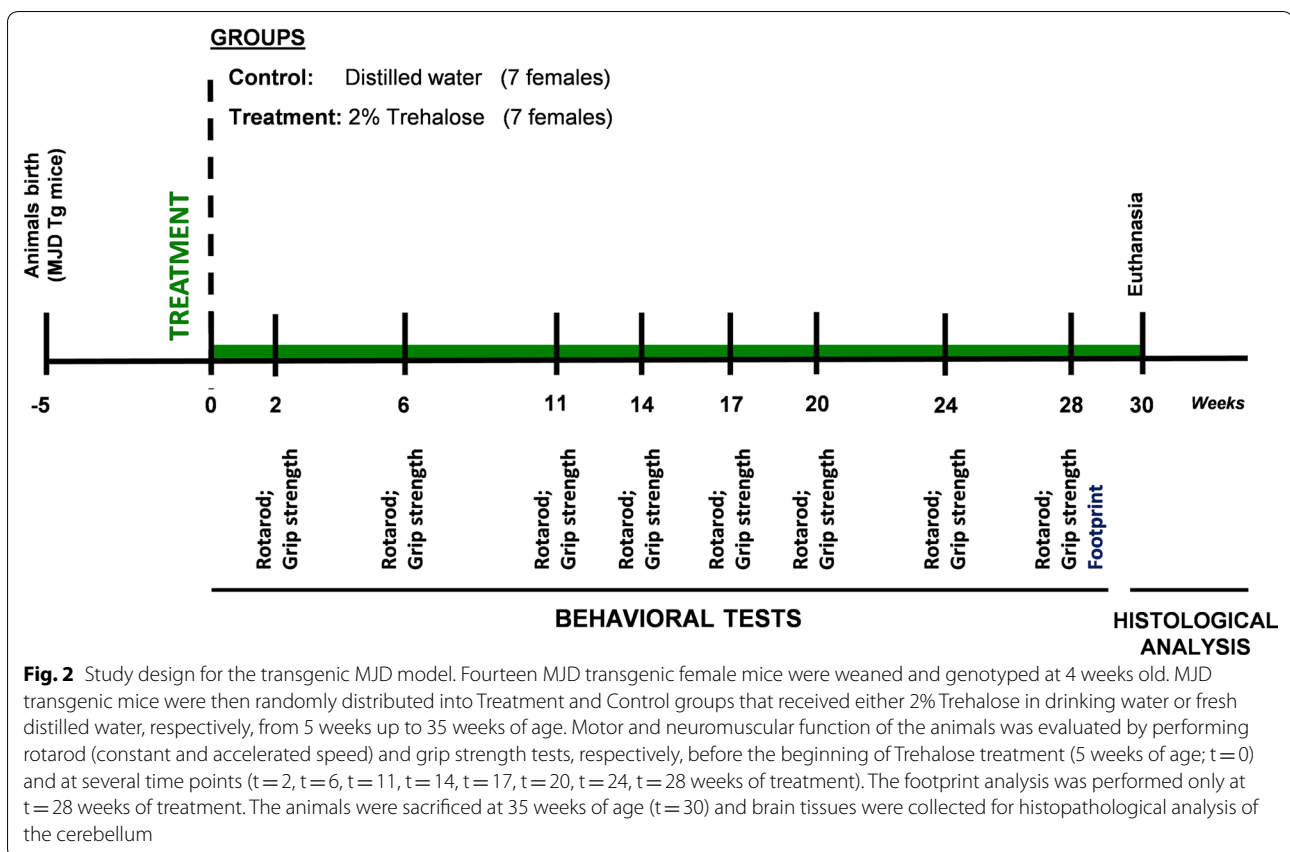 GROUPS
Control: Distilled water (7 females)
Treatment: 2% Trehalose (7 females)
Animals birth
(MJD Tg mice)
TREATMENT
Euthanasia
-5 0 2 6 11 14 17 20 24 28 30 Weeks
Rotarod;
Grip strength
Rotarod;
Grip strength
Rotarod;
Grip strength
Rotarod;
Grip strength
Rotarod;
Grip strength
Rotarod;
Grip strength
Rotarod;
Grip strength
Rotarod;
Grip strength
Footprint
BEHAVIORAL TESTS
HISTOLOGICAL
ANALYSIS
Fig. 2 Study design for the transgenic MJD model. Fourteen MJD transgenic female mice were weaned and genotyped at 4 weeks old. MJD
transgenic mice were then randomly distributed into Treatment and Control groups that received either 2% Trehalose in drinking water or fresh
distilled water, respectively, from 5 weeks up to 35 weeks of age. Motor and neuromuscular function of the animals was evaluated by performing
rotarod (constant and accelerated speed) and grip strength tests, respectively, before the beginning of Trehalose treatment (5 weeks of age; t = 0)
and at several time points (t = 2, t = 6, t = 11, t = 14, t = 17, t = 20, t = 24, t = 28 weeks of treatment). The footprint analysis was performed only at
t = 28 weeks of treatment. The animals were sacrificed at 35 weeks of age (t = 30) and brain tissues were collected for histopathological analysis of
the cerebellum